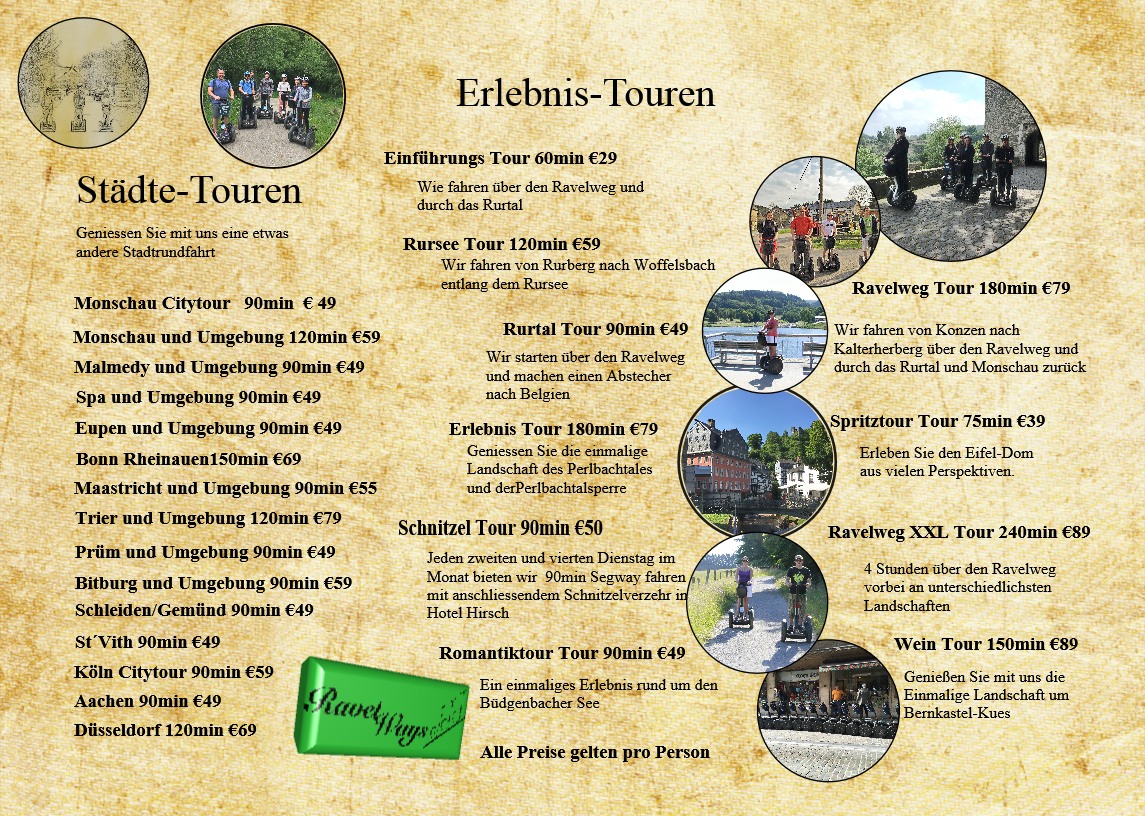 Städte-Touren
Geniessen Sie mit uns eine etwas
andere Stadtrundfahrt
Monschau Citytour 90min € 49
Monschau und Umgebung 120min €59
Malmedy und Umgebung 90min €49
Spa und Umgebung 90min €49
Eupen und Umgebung 90min €49
Bonn Rheinauen150min €69
Maastricht und Umgebung 90min €55
Trier und Umgebung 120min €79
Prüm und Umgebung 90min €49
Bitburg und Umgebung 90min €59
Schleiden/Gemünd 90min €49
St´Vith 90min €49
Köln Citytour 90min €59
Aachen 90min €49
Düsseldorf 120min €69
Ravel Ways
Erlebnis-Touren
Einführungs Tour 60min €29
Wie fahren über den Ravelweg und
durch das Rurtal
Rursee Tour 120min €59
Wir fahren von Rurberg nach Woffelsbach
entlang dem Rursee
Rurtal Tour 90min €49
Wir starten über den Ravelweg
und machen einen Abstecher
nach Belgien
Erlebnis Tour 180min €79
Geniessen Sie die einmalige
Landschaft des Perlbachtales
und derPerlbachtalsperre
Schnitzel Tour 90min €50
Jeden zweiten und vierten Dienstag im
Monat bieten wir 90min Segway fahren
mit anschliessendem Schnitzelverzehr in
Hotel Hirsch
Romantiktour Tour 90min €49
Ein einmaliges Erlebnis rund um den
Büdgenbacher See
Alle Preise gelten pro Person
Ravelweg Tour 180min €79
Wir fahren von Konzen nach
Kalterherberg über den Ravelweg und
durch das Rurtal und Monschau zurück
Spritztour Tour 75min €39
Erleben Sie den Eifel-Dom
aus vielen Perspektiven.
Ravelweg XXL Tour 240min €89
4 Stunden über den Ravelweg
vorbei an unterschiedlichsten
Landschaften
Wein Tour 150min €89
Genießen Sie mit uns die
Einmalige Landschaft um
Bernkastel-Kues